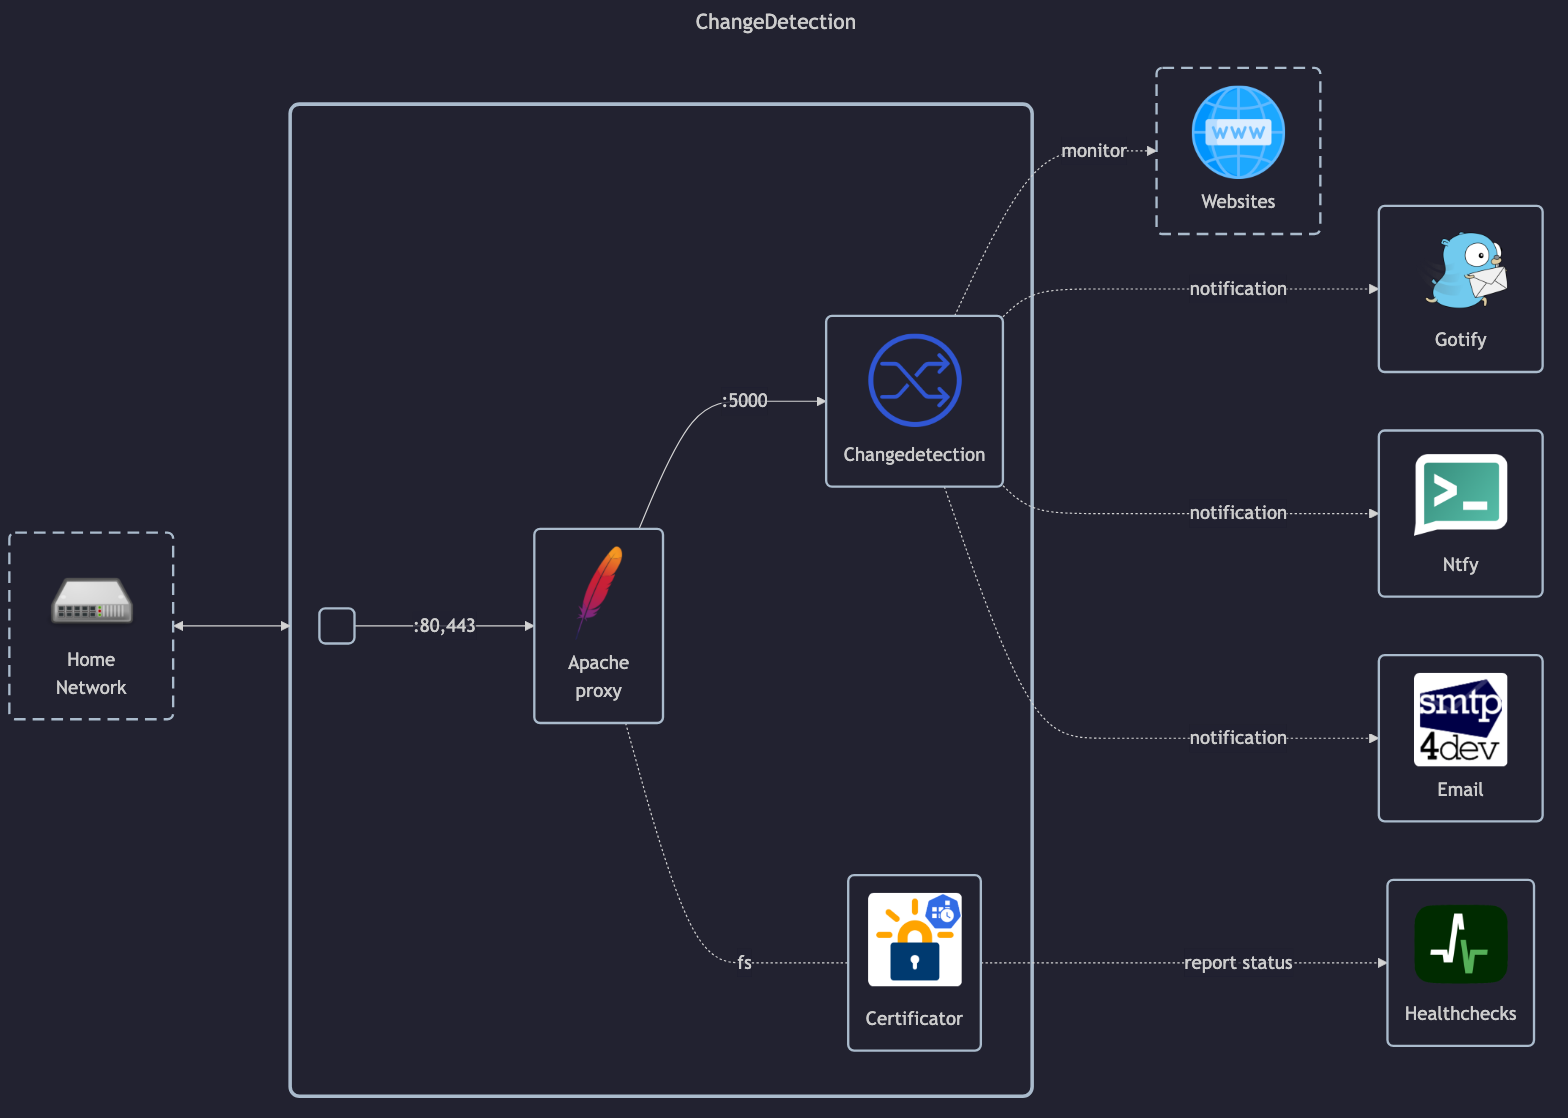 ChangeDetection
WWW
Websites
monitor
notification
Gotify
:5000
Changedetection
notification
>_
Ntfy
Home
Network
:80,443
Apache
proxy
notification
smtp
4dev
Email
fs
Certificator
report status
Healthchecks